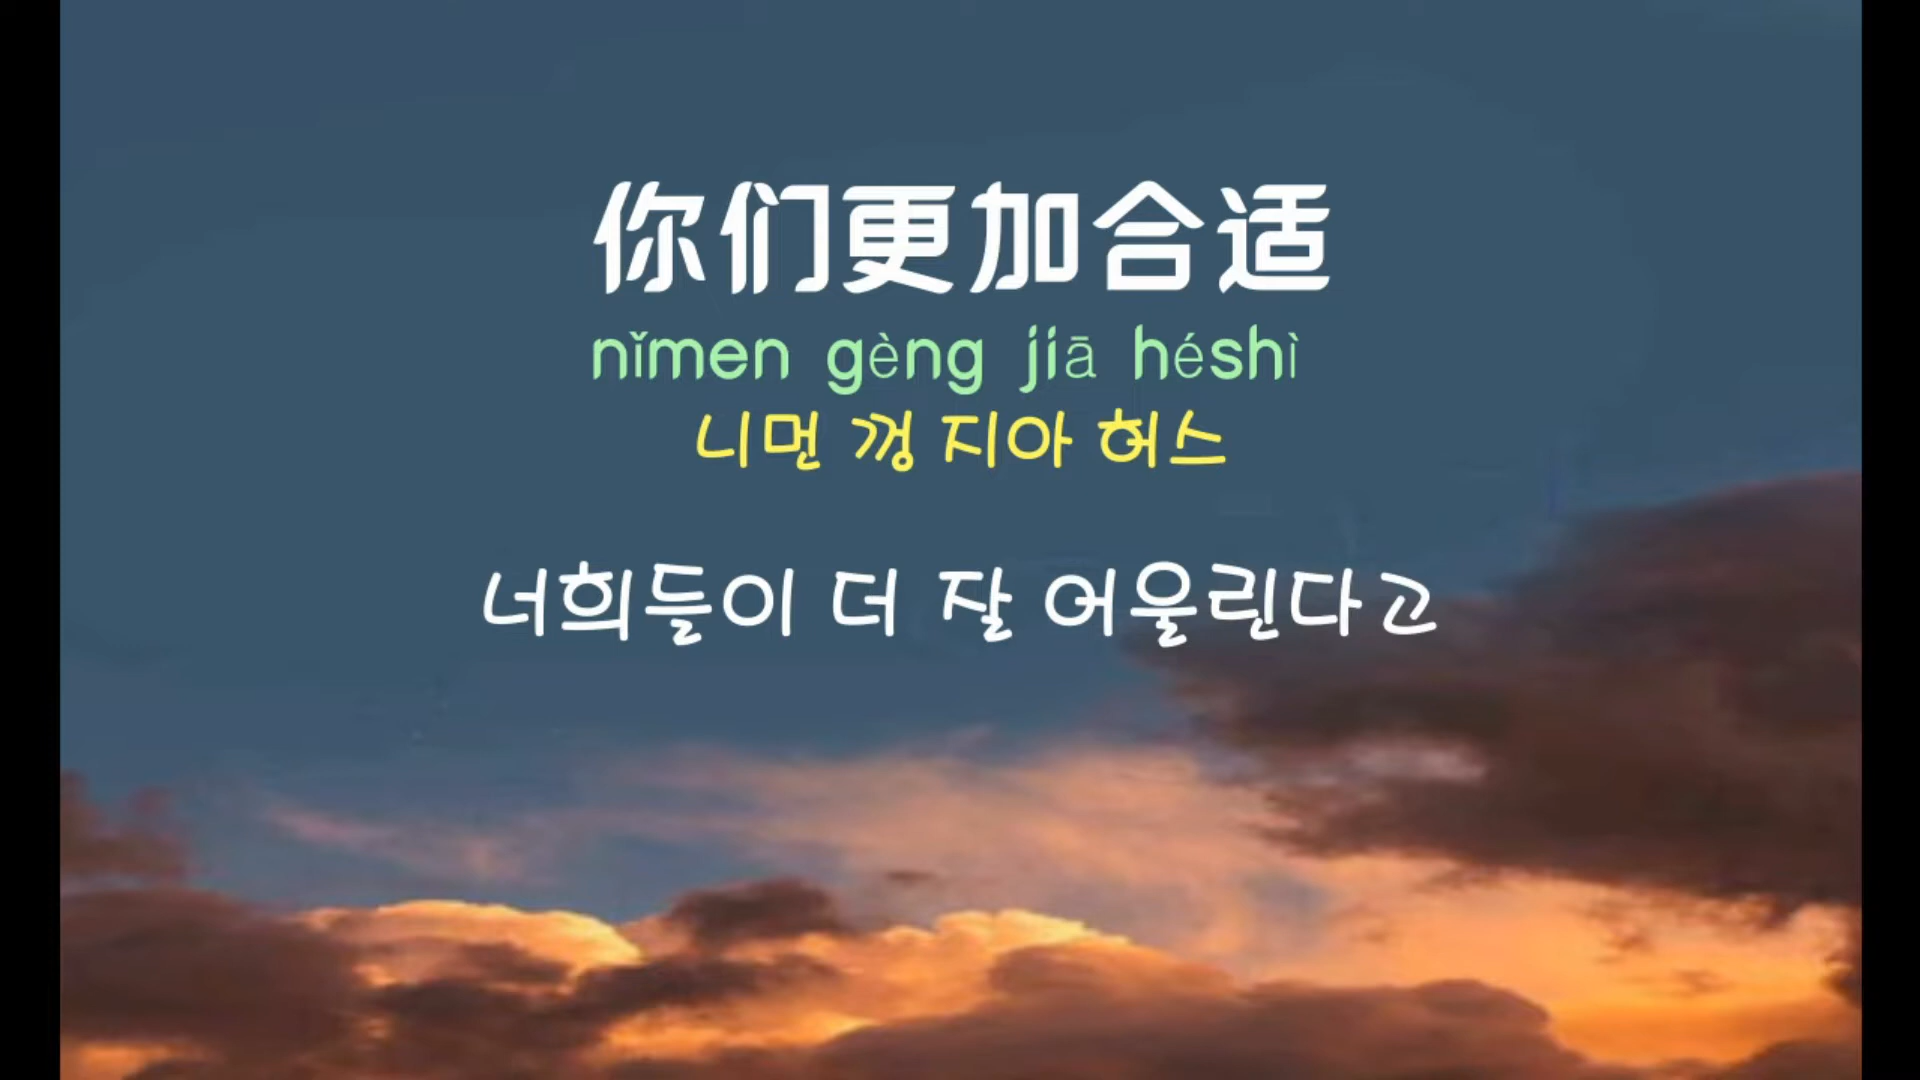 你们更加合适
nǐmen gèng jiā héshì
니먼 껑 지아 허스
너희들이 더 잘 어울린다고